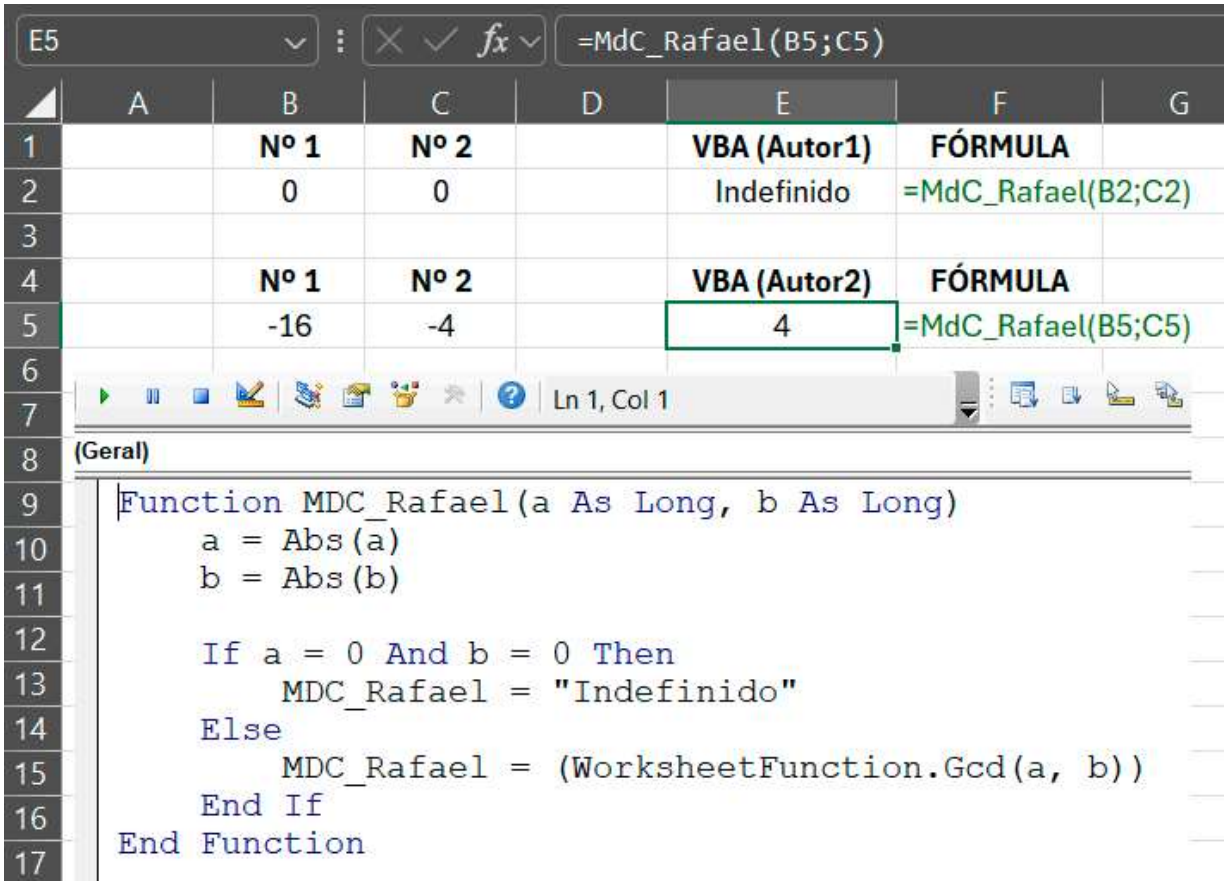 E5 fx =MdC_Rafael(B5;C5)
A B C D E F G
1 Nº 1 Nº 2 VBA (Autor1) FÓRMULA
2 0 0 Indefinido =MdC_Rafael(B2;C2)
3
4 Nº 1 Nº 2 VBA (Autor2) FÓRMULA
5 -16 -4 4 =MdC_Rafael(B5;C5)
6
7 Ln 1, Col 1
8 (Geral)
9 Function MDC_Rafael(a As Long, b As Long)
10 a = Abs(a)
11 b = Abs(b)
12 If a = 0 And b = 0 Then
13 MDC_Rafael = "Indefinido"
14 Else
15 MDC_Rafael = (WorksheetFunction.Gcd(a, b))
16 End If
17 End Function